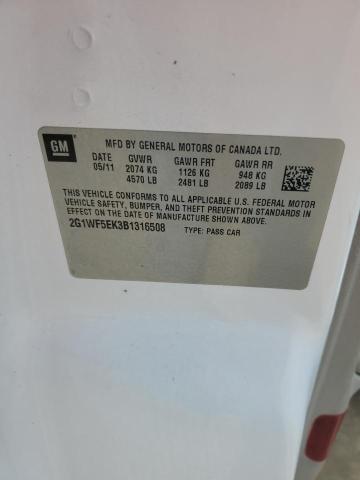 GM
MFD BY GENERAL MOTORS OF CANADA LTD.
05/11 GVWR GAWR FRT GAWR RR
2074 KG 1126 KG 948 KG
4570 LB 2481 LB 2089 LB
THIS VEHICLE CONFORMS TO ALL APPLICABLE U.S. FEDERAL MOTOR
VEHICLE SAFETY, BUMPER, AND THEFT PREVENTION STANDARDS IN
EFFECT ON THE DATE OF MANUFACTURE SHOWN ABOVE.
2G1WF5EK3B1316508 TYPE: PASS CAR